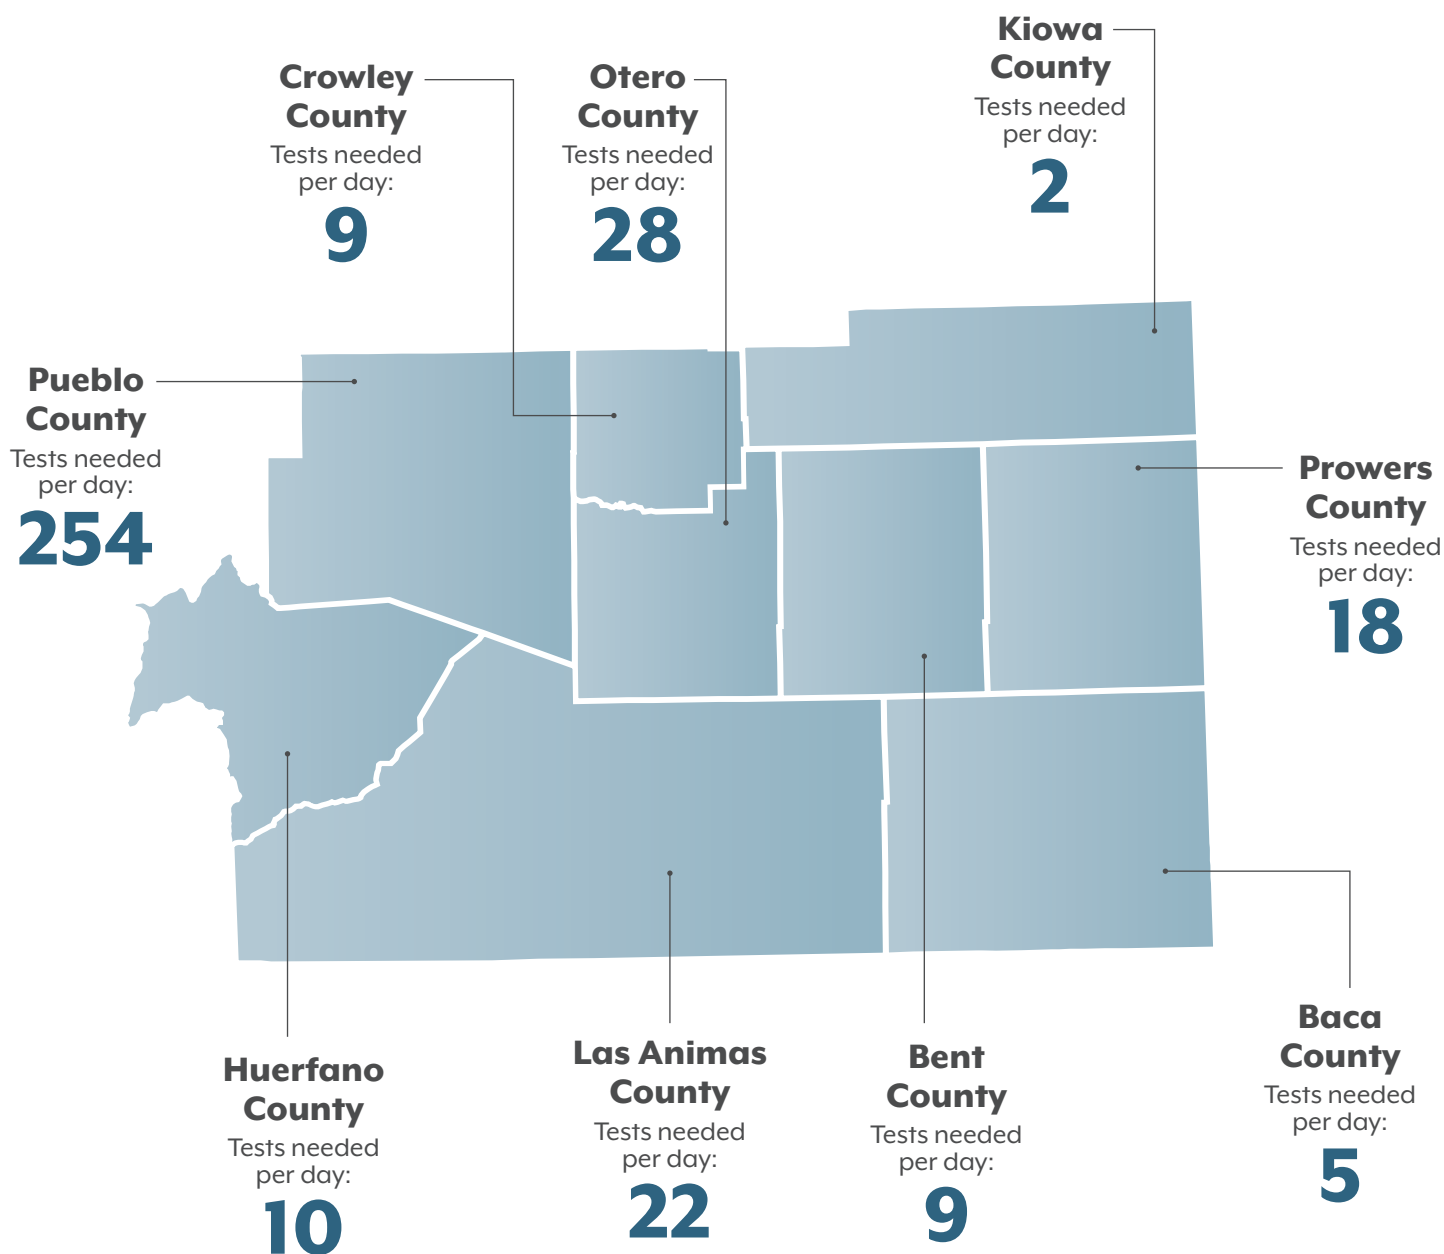 Kiowa
County
Tests needed
per day:
2
Crowley
County
Tests needed
per day:
9
Otero
County
Tests needed
per day:
28
Pueblo
County
Tests needed
per day:
254
Prowers
County
Tests needed
per day:
18
Huerfano
County
Tests needed
per day:
10
Las Animas
County
Tests needed
per day:
22
Bent
County
Tests needed
per day:
9
Baca
County
Tests needed
per day:
5